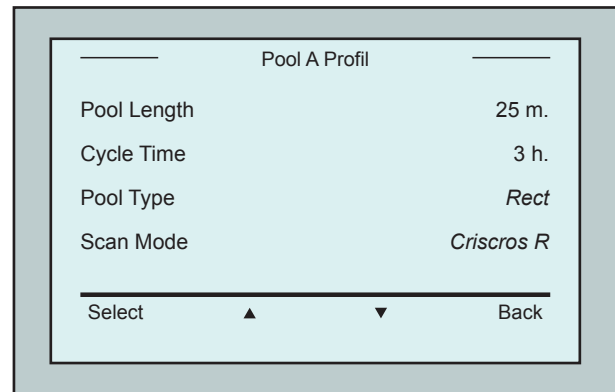 Pool A Profil
Pool Length 25 m.
Cycle Time 3 h.
Pool Type Rect
Scan Mode Criscros R
Select ▲ ▼ Back